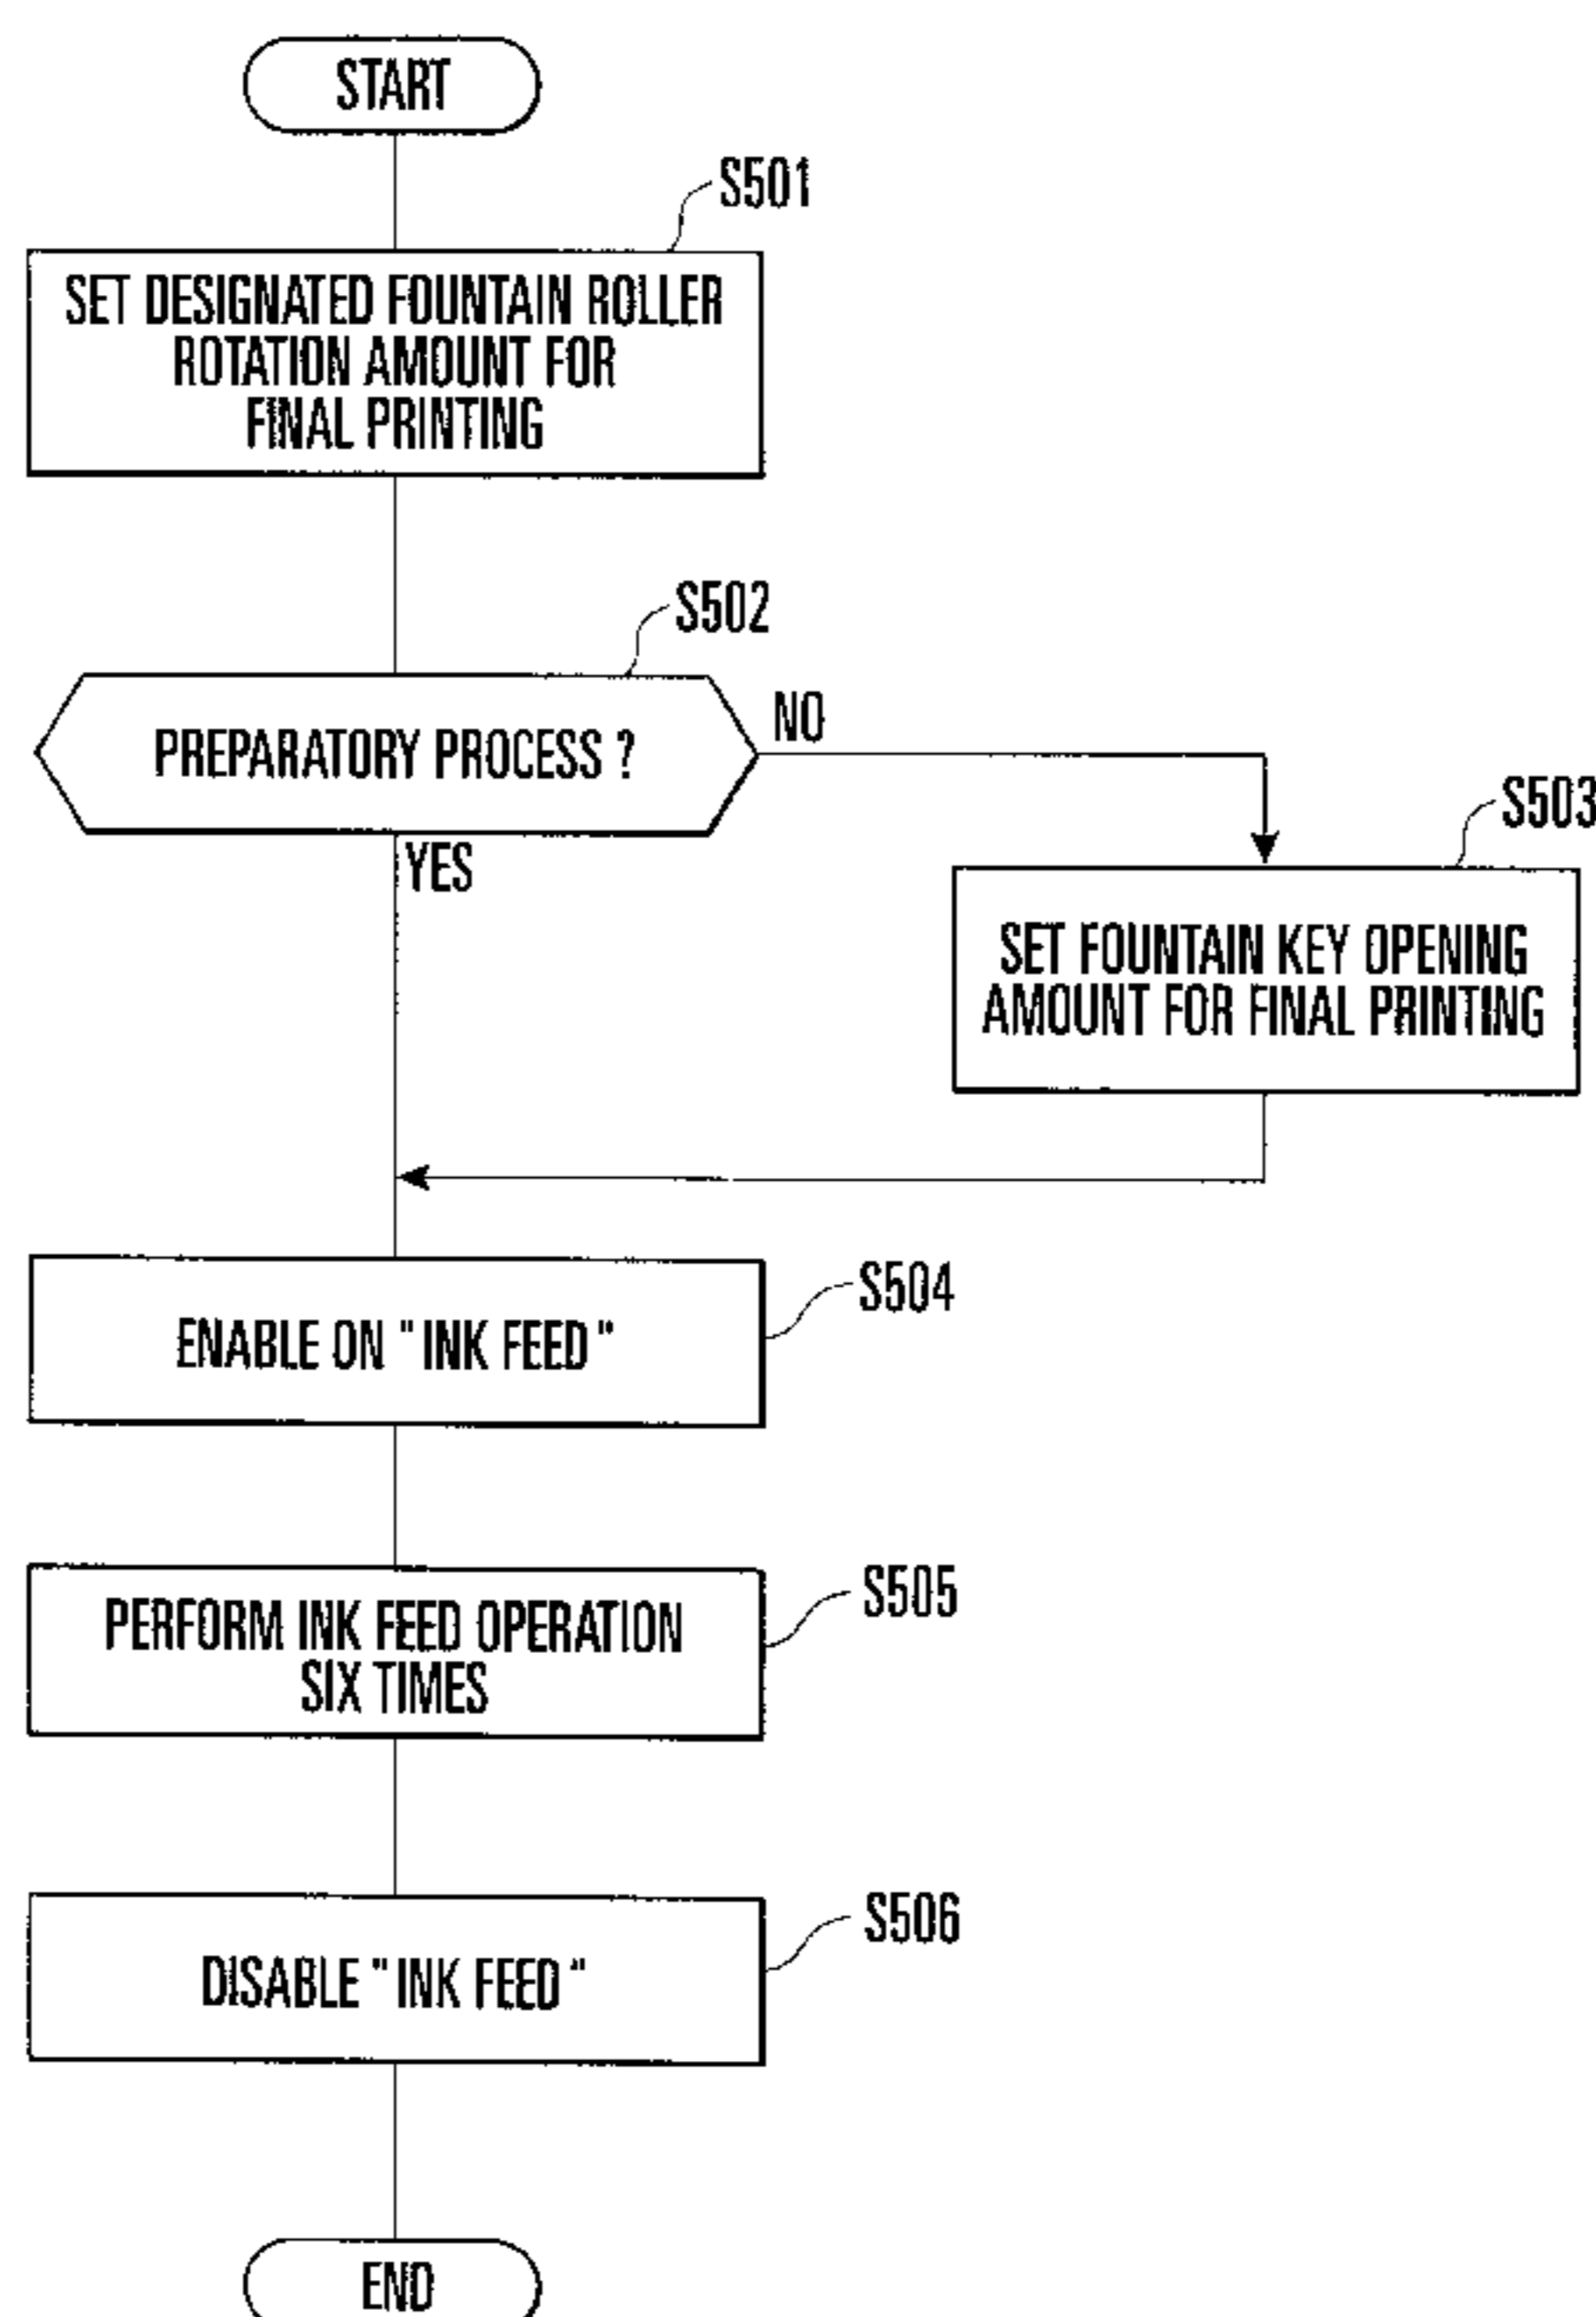 START
S501
SET DESIGNATED FOUNTAIN ROLLER
ROTATION AMOUNT FOR
FINAL PRINTING
S502
PREPARATORY PROCESS ?
NO
YES
S503
SET FOUNTAIN KEY OPENING
AMOUNT FOR FINAL PRINTING
S504
ENABLE ON "INK FEED"
S505
PERFORM INK FEED OPERATION
SIX TIMES
S506
DISABLE "INK FEED"
END